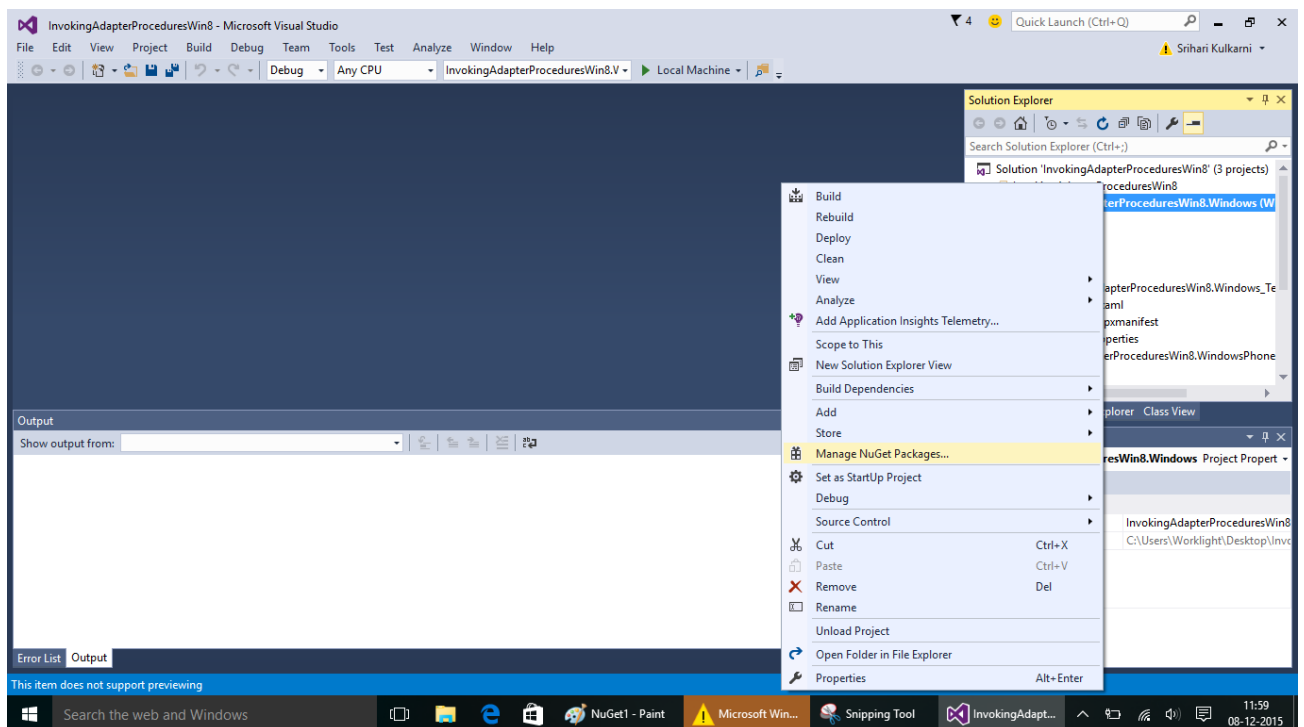 InvokingAdapterProceduresWin8 - Microsoft Visual Studio
4
Quick Launch (Ctrl+Q)
File Edit View Project Build Debug Team Tools Test Analyze Window Help
Srihari Kulkarni
Debug Any CPU InvokingAdapterProceduresWin8.V Local Machine
Solution Explorer
Search Solution Explorer (Ctrl+;)
Solution 'InvokingAdapterProceduresWin8' (3 projects)
roceduresWin8
terProceduresWin8.Windows (W
apterProceduresWin8.Windows_Te
aml
pxmanifest
perties
erProceduresWin8.WindowsPhone
plorer Class View
resWin8.Windows Project Propert
InvokingAdapterProceduresWin8
C:\Users\Worklight\Desktop\Invo
Build
Rebuild
Deploy
Clean
View
Analyze
Add Application Insights Telemetry...
Scope to This
New Solution Explorer View
Build Dependencies
Add
Store
Manage NuGet Packages...
Set as StartUp Project
Debug
Source Control
Cut Ctrl+X
Paste Ctrl+V
Remove Del
Rename
Unload Project
Open Folder in File Explorer
Properties Alt+Enter
Output
Show output from:
Error List Output
This item does not support previewing
Search the web and Windows
NuGet1 - Paint
Microsoft Win...
Snipping Tool
InvokingAdapt...
11:59
08-12-2015